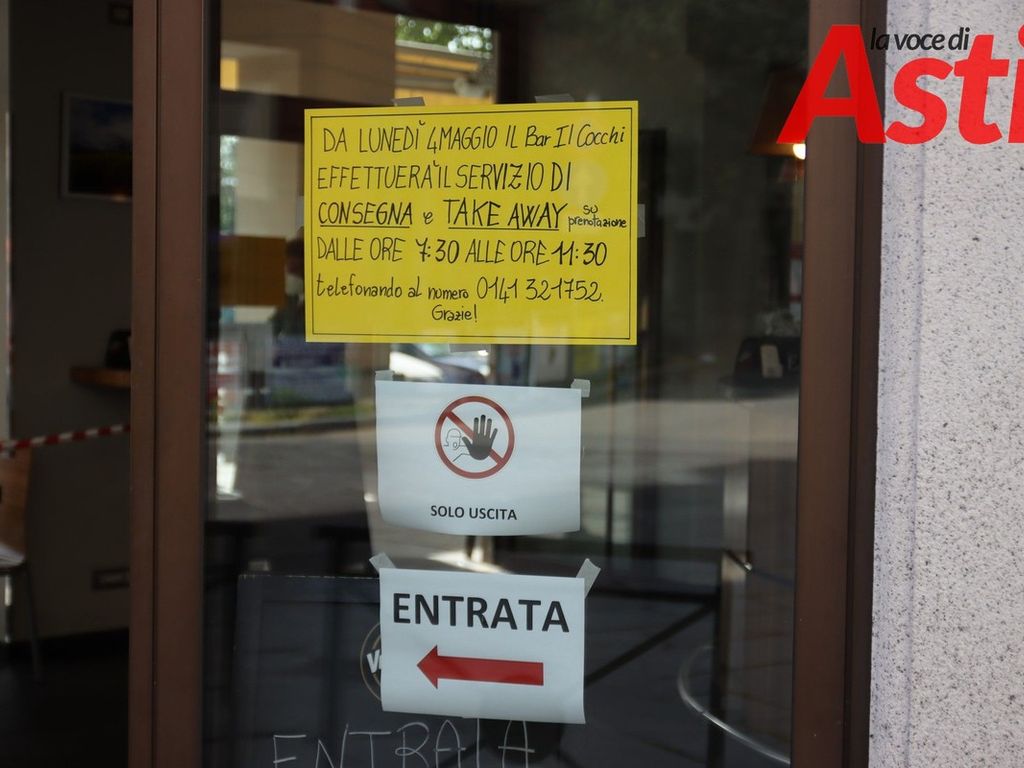 la voce di
Asti
DA LUNEDÌ 4 MAGGIO IL Bar Il Cocchi
EFFETTUERÀ IL SERVIZIO DI
CONSEGNA e TAKE AWAY su prenotazione
DALLE ORE 7:30 ALLE ORE 11:30
telefonando al numero 0141 321752.
Grazie!
SOLO USCITA
ENTRATA
ENTRATA